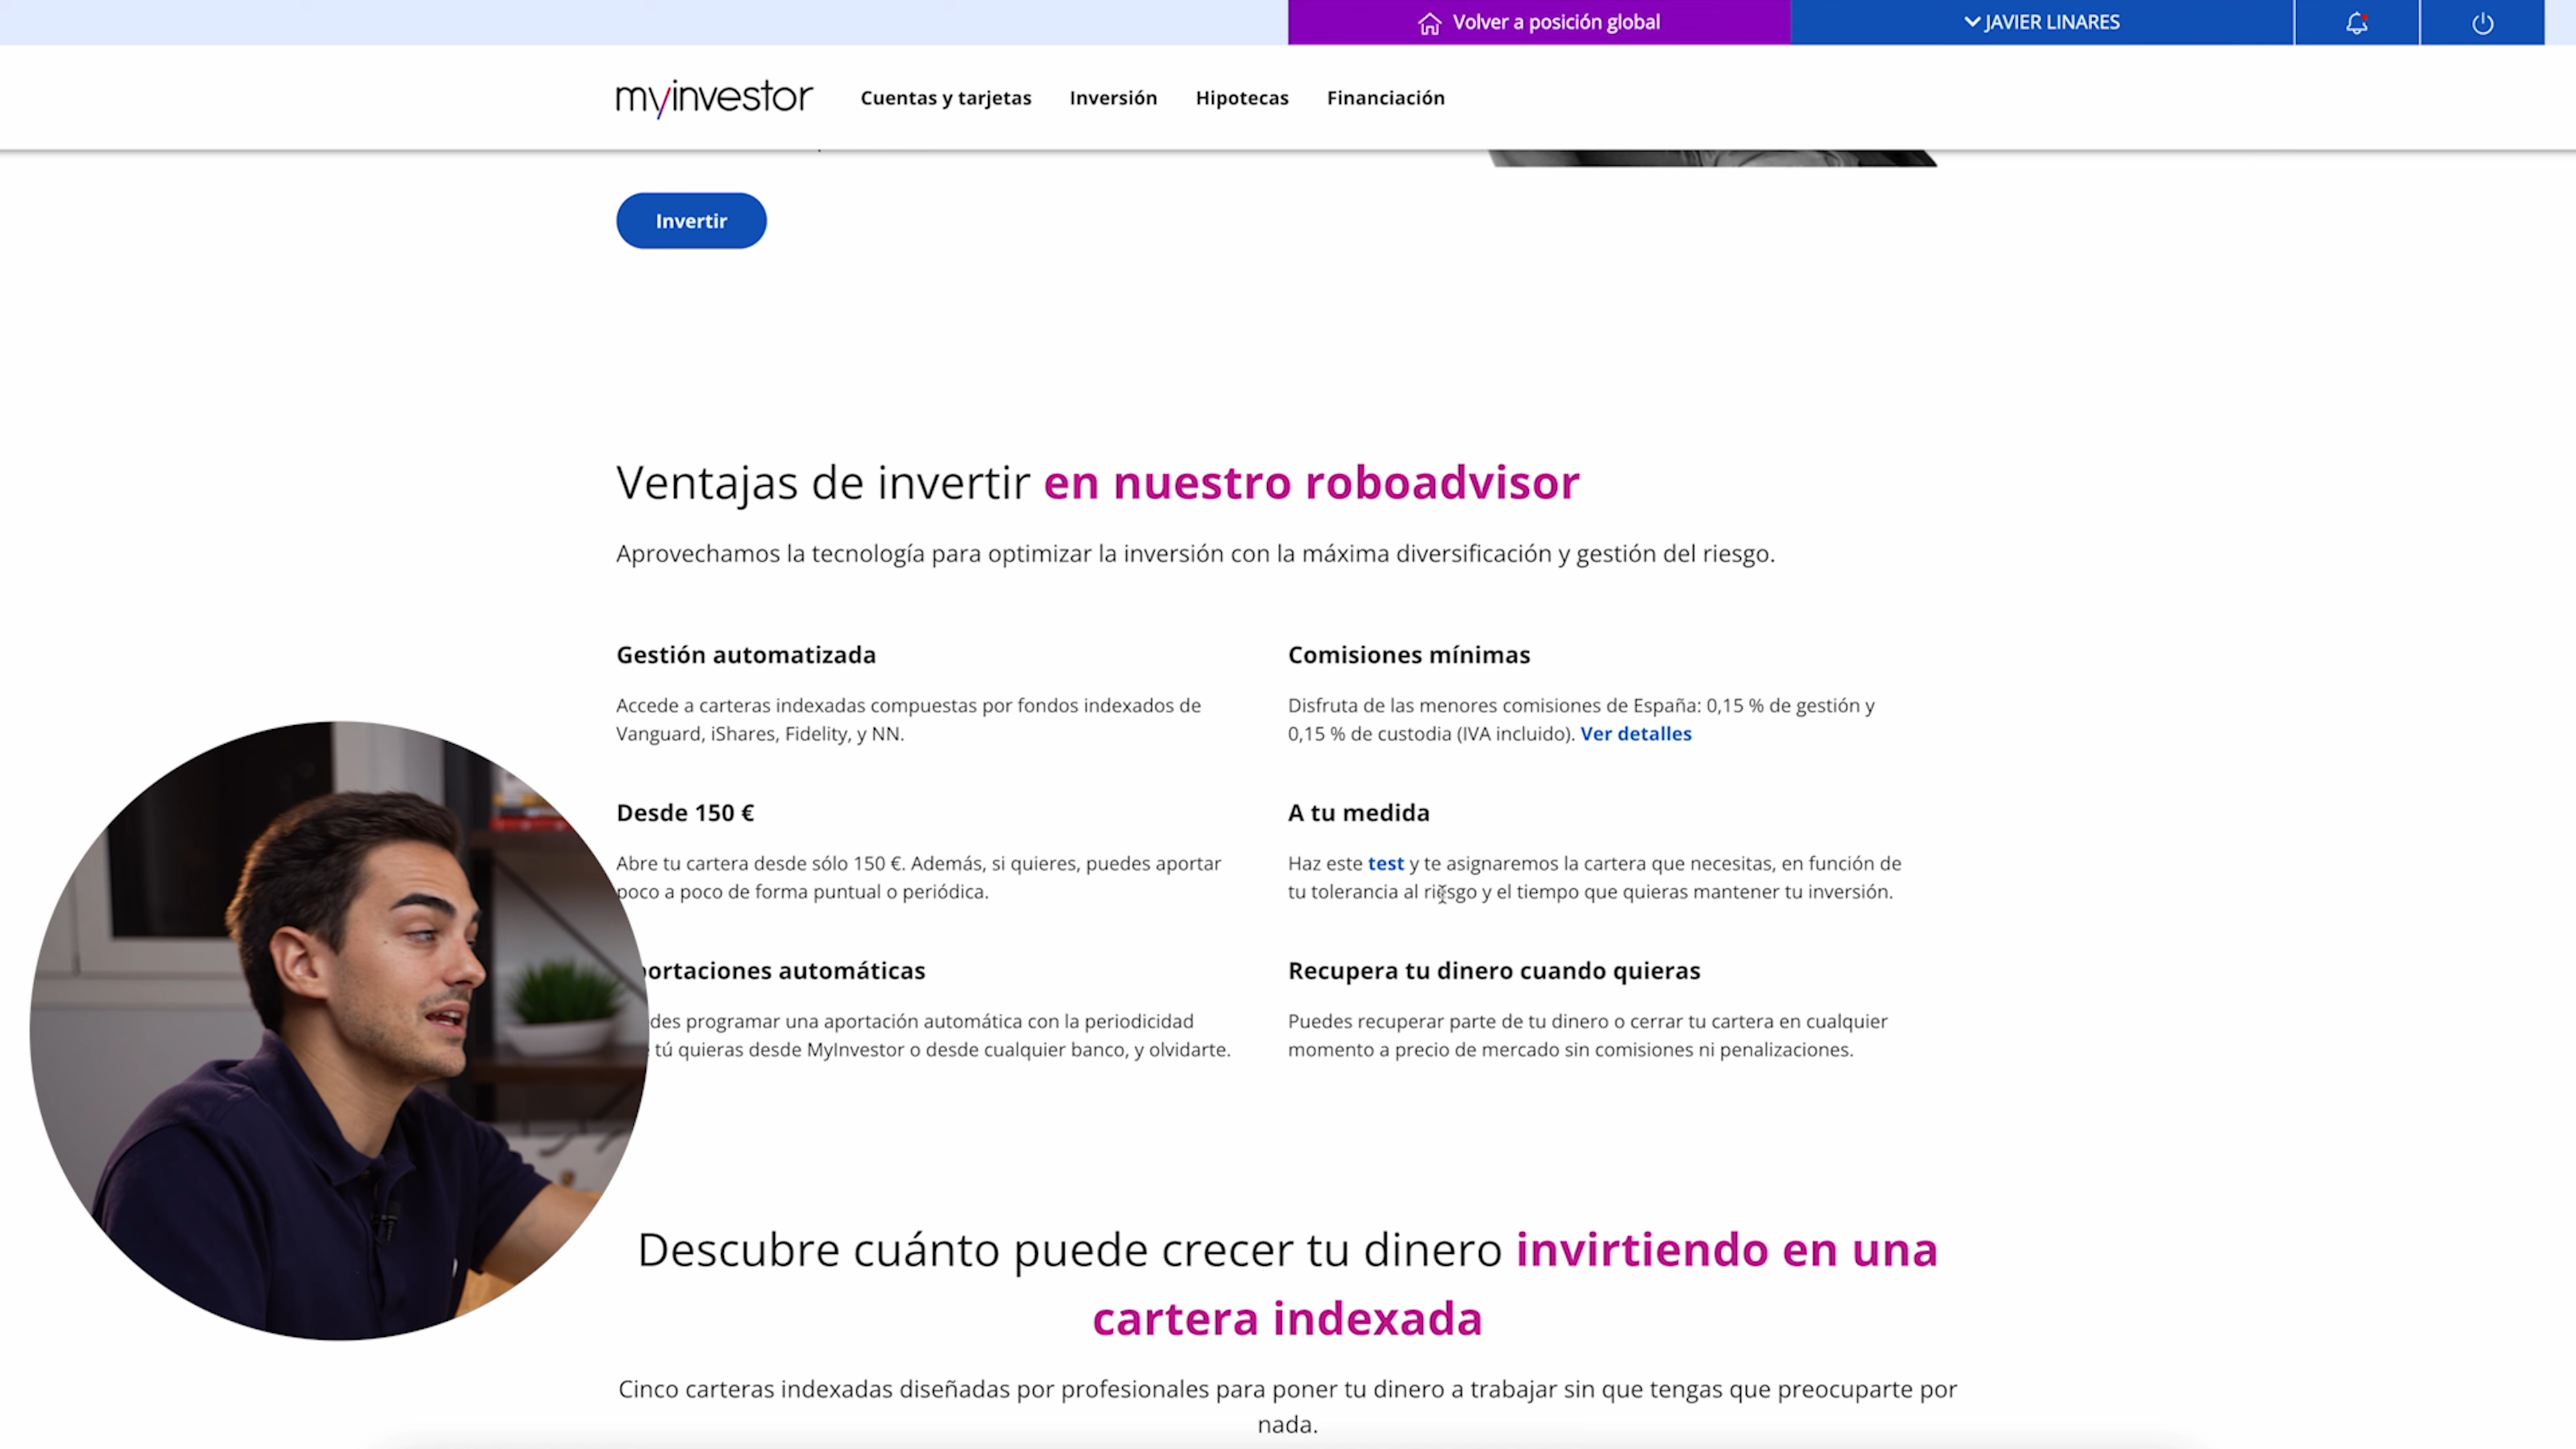 Volver a posición global
JAVIER LINARES
myinvestor
Cuentas y tarjetas
Inversión
Hipotecas
Financiación
Invertir
Ventajas de invertir en nuestro roboadvisor
Aprovechamos la tecnología para optimizar la inversión con la máxima diversificación y gestión del riesgo.
Gestión automatizada
Accede a carteras indexadas compuestas por fondos indexados de
Vanguard, iShares, Fidelity, y NN.
Comisiones mínimas
Disfruta de las menores comisiones de España: 0,15 % de gestión y
0,15 % de custodia (IVA incluido). Ver detalles
Desde 150 €
Abre tu cartera desde sólo 150 €. Además, si quieres, puedes aportar
poco a poco de forma puntual o periódica.
A tu medida
Haz este test y te asignaremos la cartera que necesitas, en función de
tu tolerancia al riesgo y el tiempo que quieras mantener tu inversión.
portaciones automáticas
des programar una aportación automática con la periodicidad
tú quieras desde MyInvestor o desde cualquier banco, y olvidarte.
Recupera tu dinero cuando quieras
Puedes recuperar parte de tu dinero o cerrar tu cartera en cualquier
momento a precio de mercado sin comisiones ni penalizaciones.
Descubre cuánto puede crecer tu dinero invirtiendo en una
cartera indexada
Cinco carteras indexadas diseñadas por profesionales para poner tu dinero a trabajar sin que tengas que preocuparte por
nada.